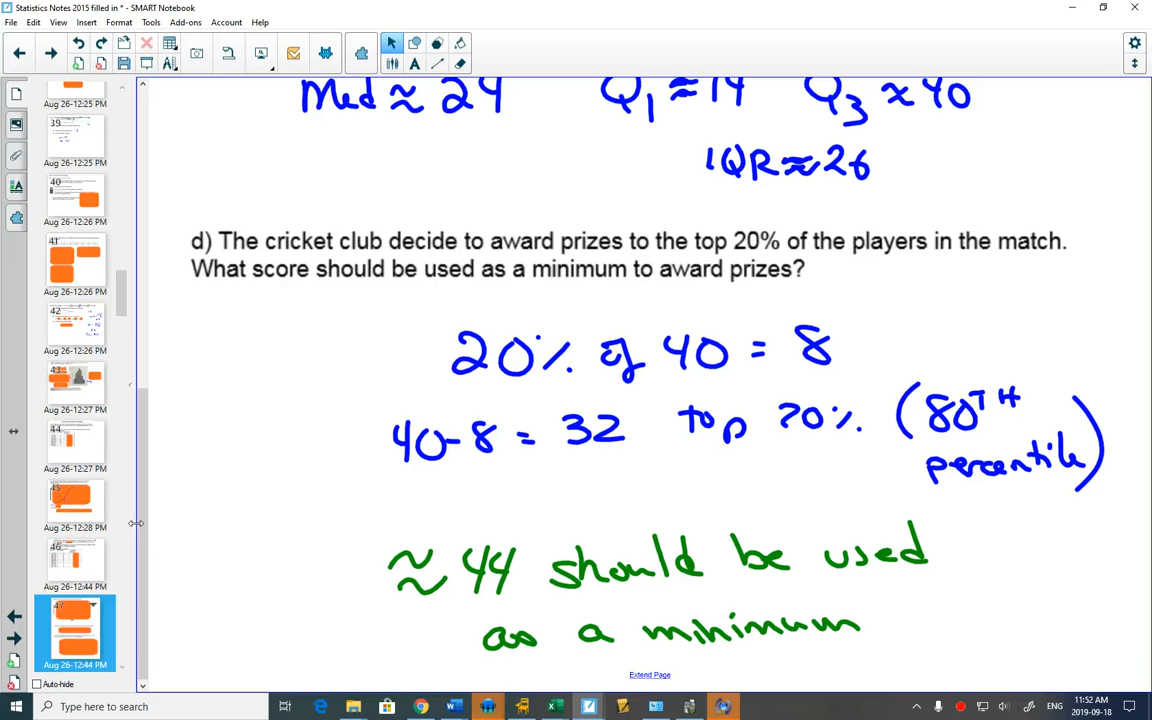 Statistics Notes 2015 filled in * - SMART Notebook
File Edit View Insert Format Tools Add-ons Account Help
Med ≈ 24 Q1 ≈ 14 Q3 ≈ 40
IQR ≈ 26
d) The cricket club decide to award prizes to the top 20% of the players in the match.
What score should be used as a minimum to award prizes?
20% of 40 = 8
40-8 = 32 top 20% (80TH
percentile)
≈ 44 should be used
as a minimum
Extend Page
Aug 26-12:25 PM
39
Aug 26-12:25 PM
40
Aug 26-12:26 PM
41
Aug 26-12:26 PM
42
Aug 26-12:26 PM
43
Aug 26-12:27 PM
44
Aug 26-12:27 PM
45
Aug 26-12:28 PM
46
Aug 26-12:44 PM
47
Aug 26-12:44 PM
Auto-hide
Type here to search
ENG
11:52 AM
2019-09-18